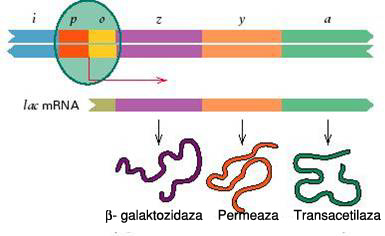 i p o z y a
lac mRNA
β- galaktozidaza Permeaza Transacetilaza